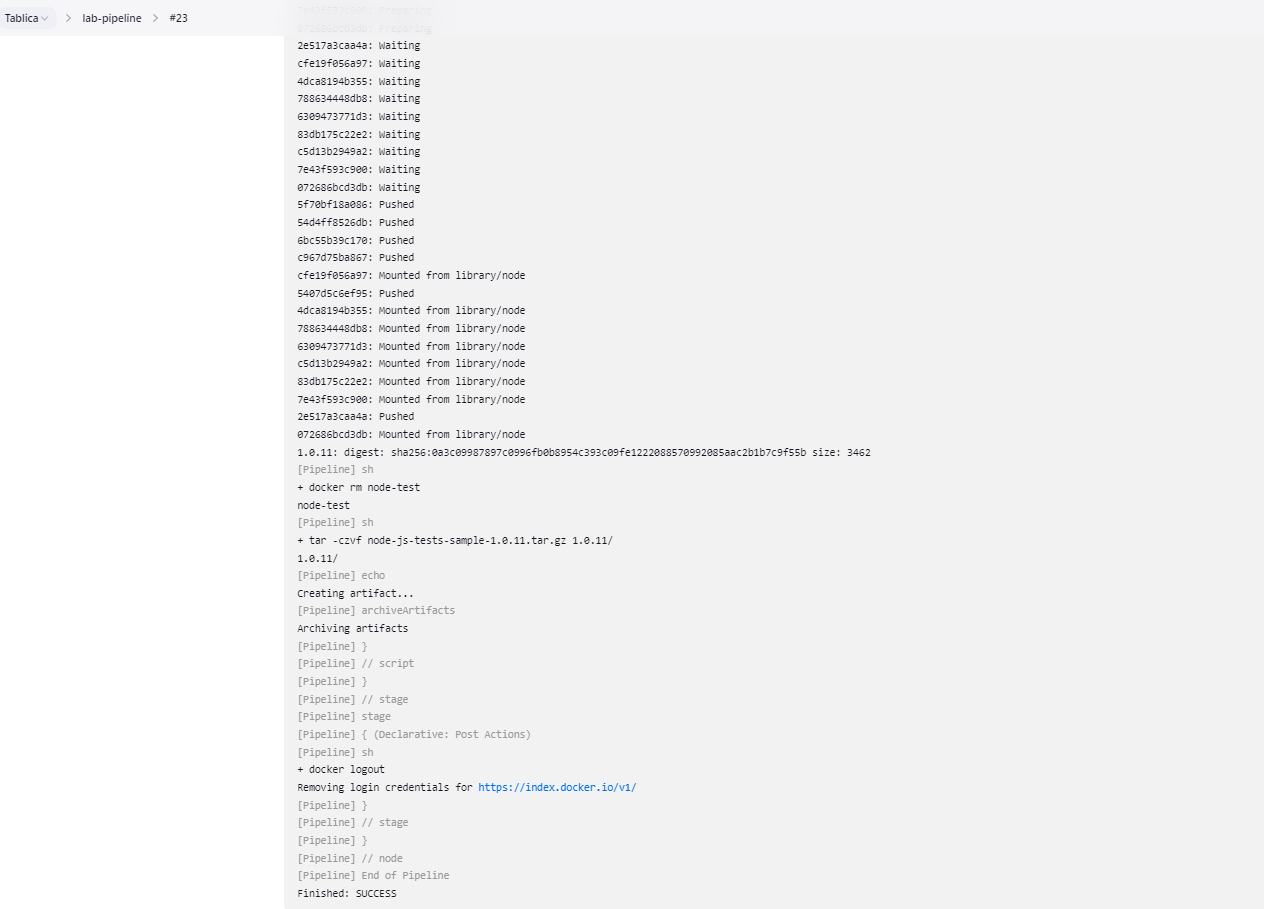 Tablica > lab-pipeline > #23
7e43f593c900: Preparing
072686bcd3db: Preparing
2e517a3caa4a: Waiting
cfe19f056a97: Waiting
4dca8194b355: Waiting
788634448db8: Waiting
6309473771d3: Waiting
83db175c22e2: Waiting
c5d13b2949a2: Waiting
7e43f593c900: Waiting
072686bcd3db: Waiting
5f70bf18a086: Pushed
54d4ff8526db: Pushed
6bc55b39c170: Pushed
c967d75ba867: Pushed
cfe19f056a97: Mounted from library/node
5407d5c6ef95: Pushed
4dca8194b355: Mounted from library/node
788634448db8: Mounted from library/node
6309473771d3: Mounted from library/node
c5d13b2949a2: Mounted from library/node
83db175c22e2: Mounted from library/node
7e43f593c900: Mounted from library/node
2e517a3caa4a: Pushed
072686bcd3db: Mounted from library/node
1.0.11: digest: sha256:0a3c09987897c0996fb0b8954c393c09fe1222088570992085aac2b1b7c9f55b size: 3462
[Pipeline] sh
+ docker rm node-test
node-test
[Pipeline] sh
+ tar -czvf node-js-tests-sample-1.0.11.tar.gz 1.0.11/
1.0.11/
[Pipeline] echo
Creating artifact...
[Pipeline] archiveArtifacts
Archiving artifacts
[Pipeline] }
[Pipeline] // script
[Pipeline] }
[Pipeline] // stage
[Pipeline] stage
[Pipeline] { (Declarative: Post Actions)
[Pipeline] sh
+ docker logout
Removing login credentials for https://index.docker.io/v1/
[Pipeline] }
[Pipeline] // stage
[Pipeline] }
[Pipeline] // node
[Pipeline] End of Pipeline
Finished: SUCCESS